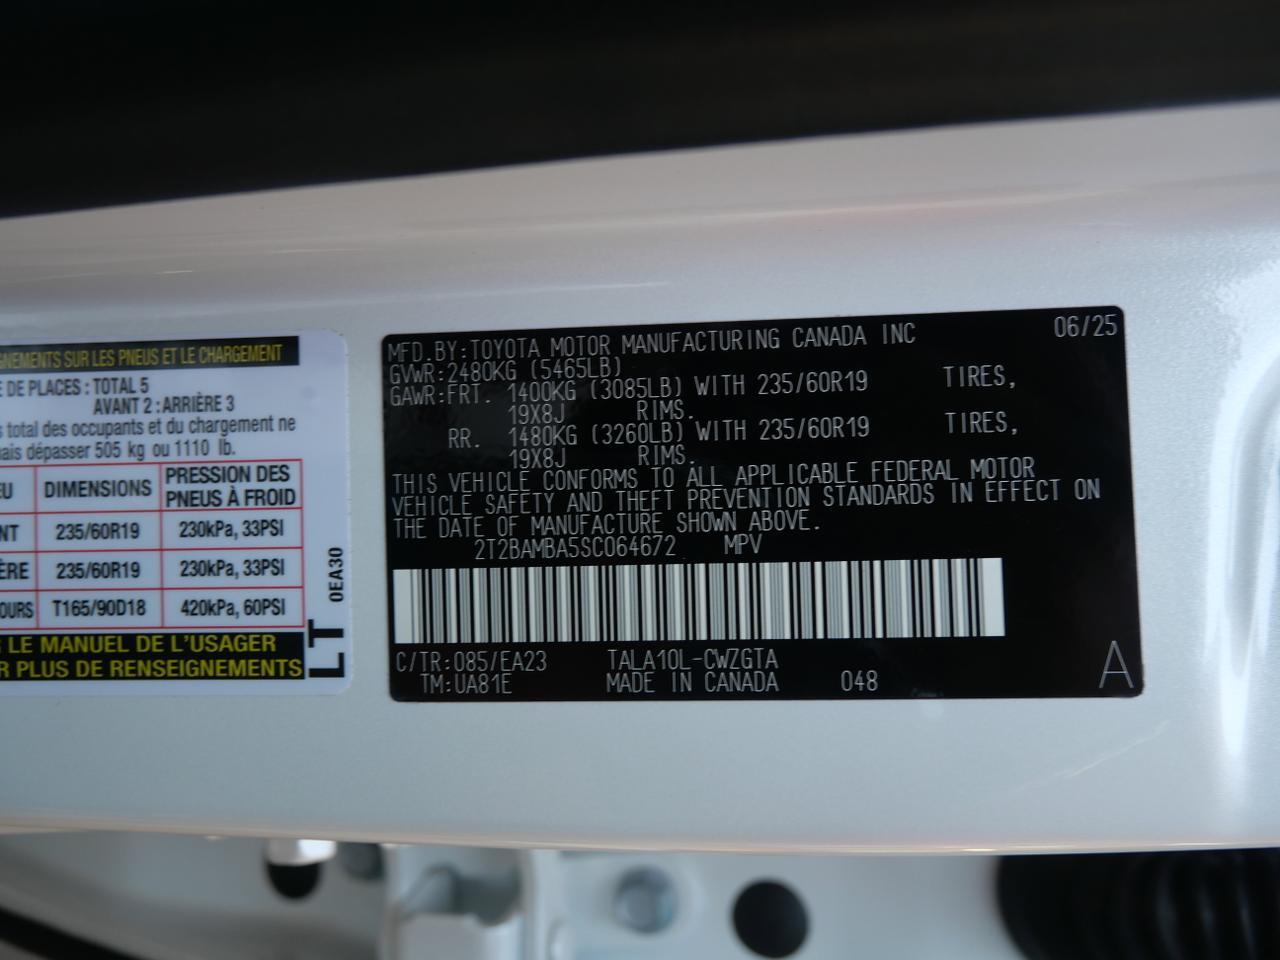 GNEMENTS SUR LES PNEUS ET LE CHARGEMENT
DE PLACES : TOTAL 5
AVANT 2 : ARRIÈRE 3
total des occupants et du chargement ne
ais dépasser 505 kg ou 1110 lb.
EU DIMENSIONS PRESSION DES PNEUS À FROID
NT 235/60R19 230kPa, 33PSI
ÈRE 235/60R19 230kPa, 33PSI
OURS T165/90D18 420kPa, 60PSI
LE MANUEL DE L'USAGER
R PLUS DE RENSEIGNEMENTS
LT 0EA30
MFD.BY:TOYOTA MOTOR MANUFACTURING CANADA INC 06/25
GVWR:2480KG (5465LB)
GAWR:FRT. 1400KG (3085LB) WITH 235/60R19 TIRES,
19X8J RIMS.
RR. 1480KG (3260LB) WITH 235/60R19 TIRES,
19X8J RIMS.
THIS VEHICLE CONFORMS TO ALL APPLICABLE FEDERAL MOTOR
VEHICLE SAFETY AND THEFT PREVENTION STANDARDS IN EFFECT ON
THE DATE OF MANUFACTURE SHOWN ABOVE.
2T2BAMBA5SC064672 MPV
C/TR:085/EA23 TALA10L-CWZGTA
TM:UA81E MADE IN CANADA 048
A